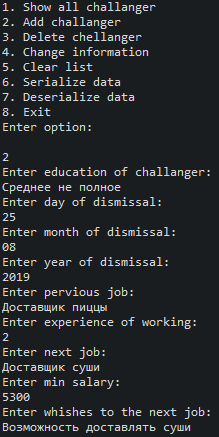 1. Show all challanger
2. Add challanger
3. Delete chellanger
4. Change information
5. Clear list
6. Serialize data
7. Deserialize data
8. Exit
Enter option:
2
Enter education of challanger:
Среднее не полное
Enter day of dismissal:
25
Enter month of dismissal:
08
Enter year of dismissal:
2019
Enter pervious job:
Доставщик пиццы
Enter experience of working:
2
Enter next job:
Доставщик суши
Enter min salary:
5300
Enter whishes to the next job:
Возможность доставлять суши